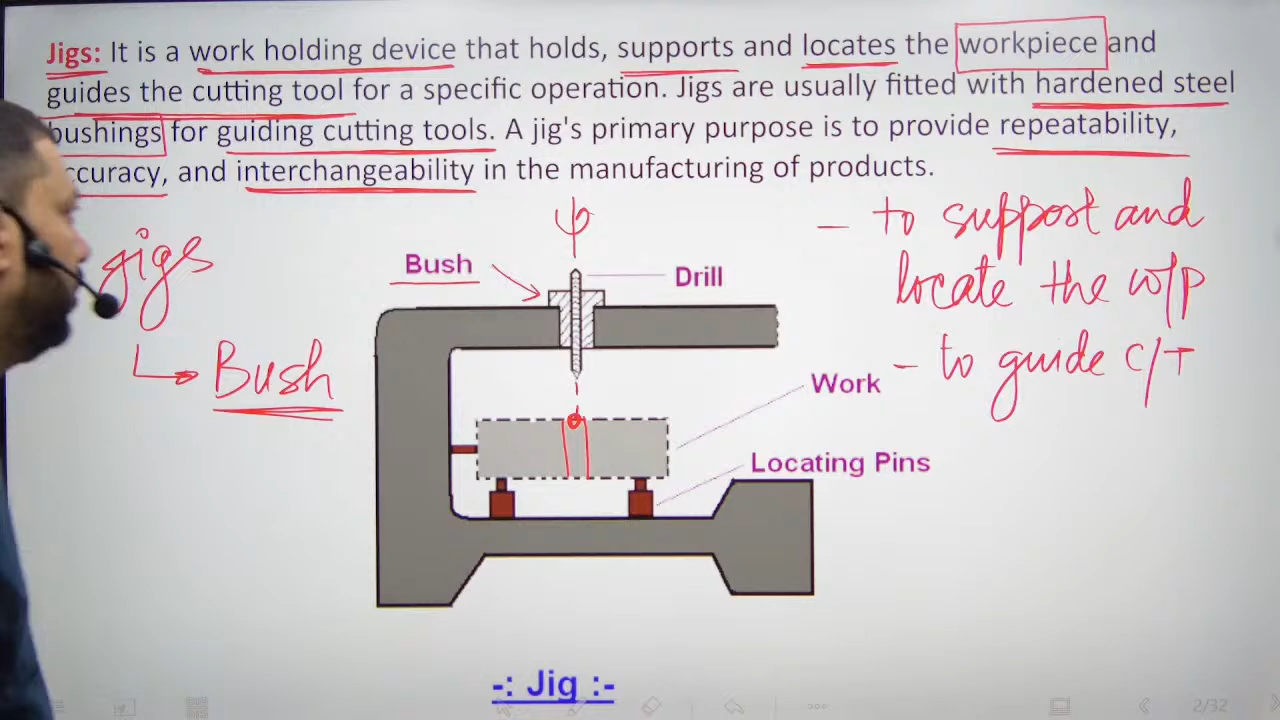 Jigs: It is a work holding device that holds, supports and locates the workpiece and
guides the cutting tool for a specific operation. Jigs are usually fitted with hardened steel
bushings for guiding cutting tools. A jig's primary purpose is to provide repeatability,
ccuracy, and interchangeability in the manufacturing of products.
Jigs
Bush
Bush
Drill
Work
Locating Pins
- to support and
locate the w/p
- to guide C/T
-: Jig :-
2/32